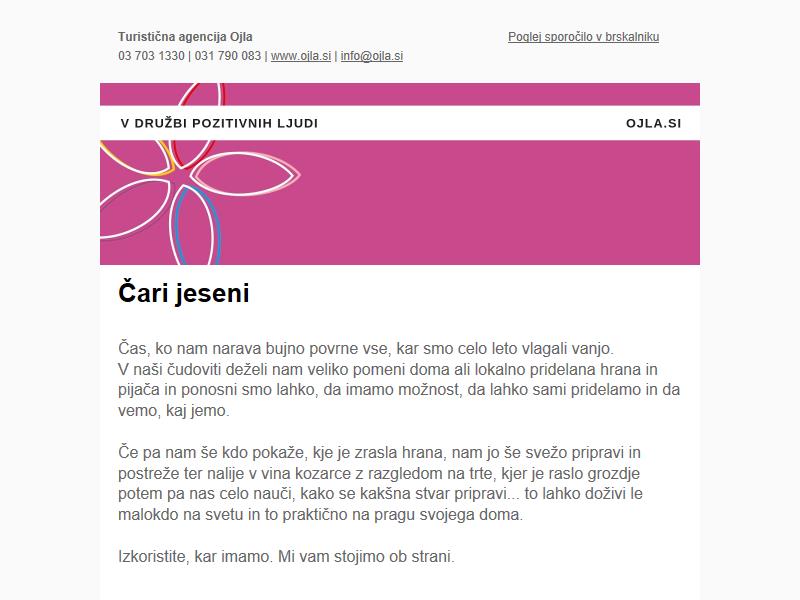 Turistična agencija Ojla
Poglej sporočilo v brskalniku
03 703 1330 | 031 790 083 | www.ojla.si | info@ojla.si
V DRUŽBI POZITIVNIH LJUDI
OJLA.SI
Čari jeseni
Čas, ko nam narava bujno povrne vse, kar smo celo leto vlagali vanjo.
V naši čudoviti deželi nam veliko pomeni doma ali lokalno pridelana hrana in
pijača in ponosni smo lahko, da imamo možnost, da lahko sami pridelamo in da
vemo, kaj jemo.
Če pa nam še kdo pokaže, kje je zrasla hrana, nam jo še svežo pripravi in
postreže ter nalije v vina kozarce z razgledom na trte, kjer je raslo grozdje
potem pa nas celo nauči, kako se kakšna stvar pripravi... to lahko doživi le
malokdo na svetu in to praktično na pragu svojega doma.
Izkoristite, kar imamo. Mi vam stojimo ob strani.